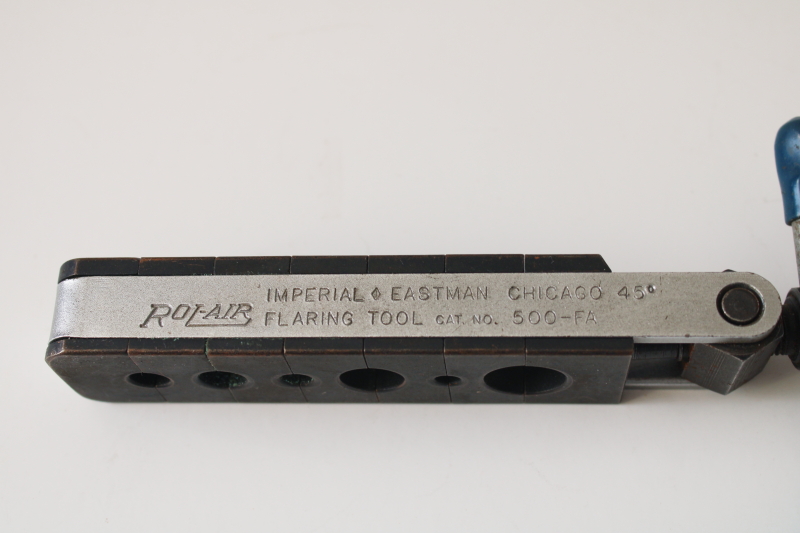 ROL-AIR
IMPERIAL ◊ EASTMAN CHICAGO 45°
FLARING TOOL CAT. NO. 500-FA